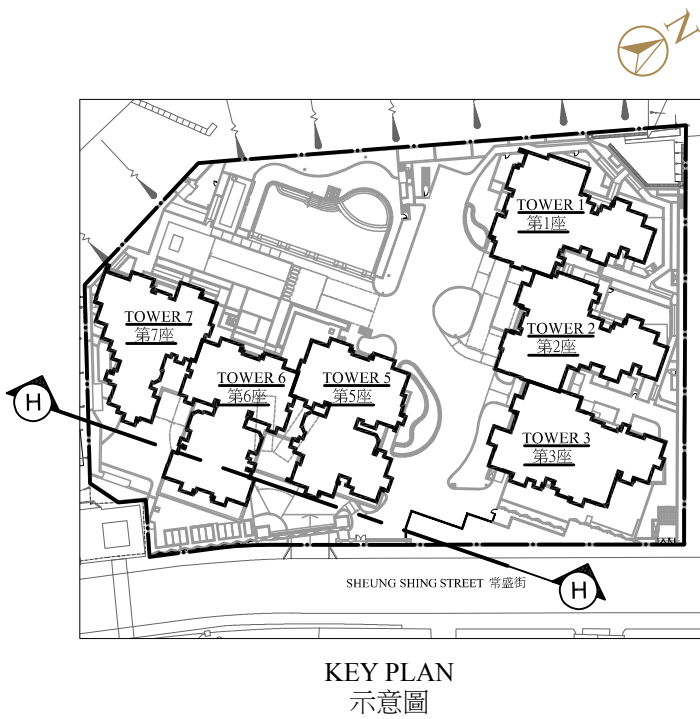 N
TOWER 1
第1座
TOWER 2
第2座
TOWER 7
第7座
TOWER 6
第6座
TOWER 5
第5座
H
TOWER 3
第3座
SHEUNG SHING STREET 常盛街
H
KEY PLAN
示意圖